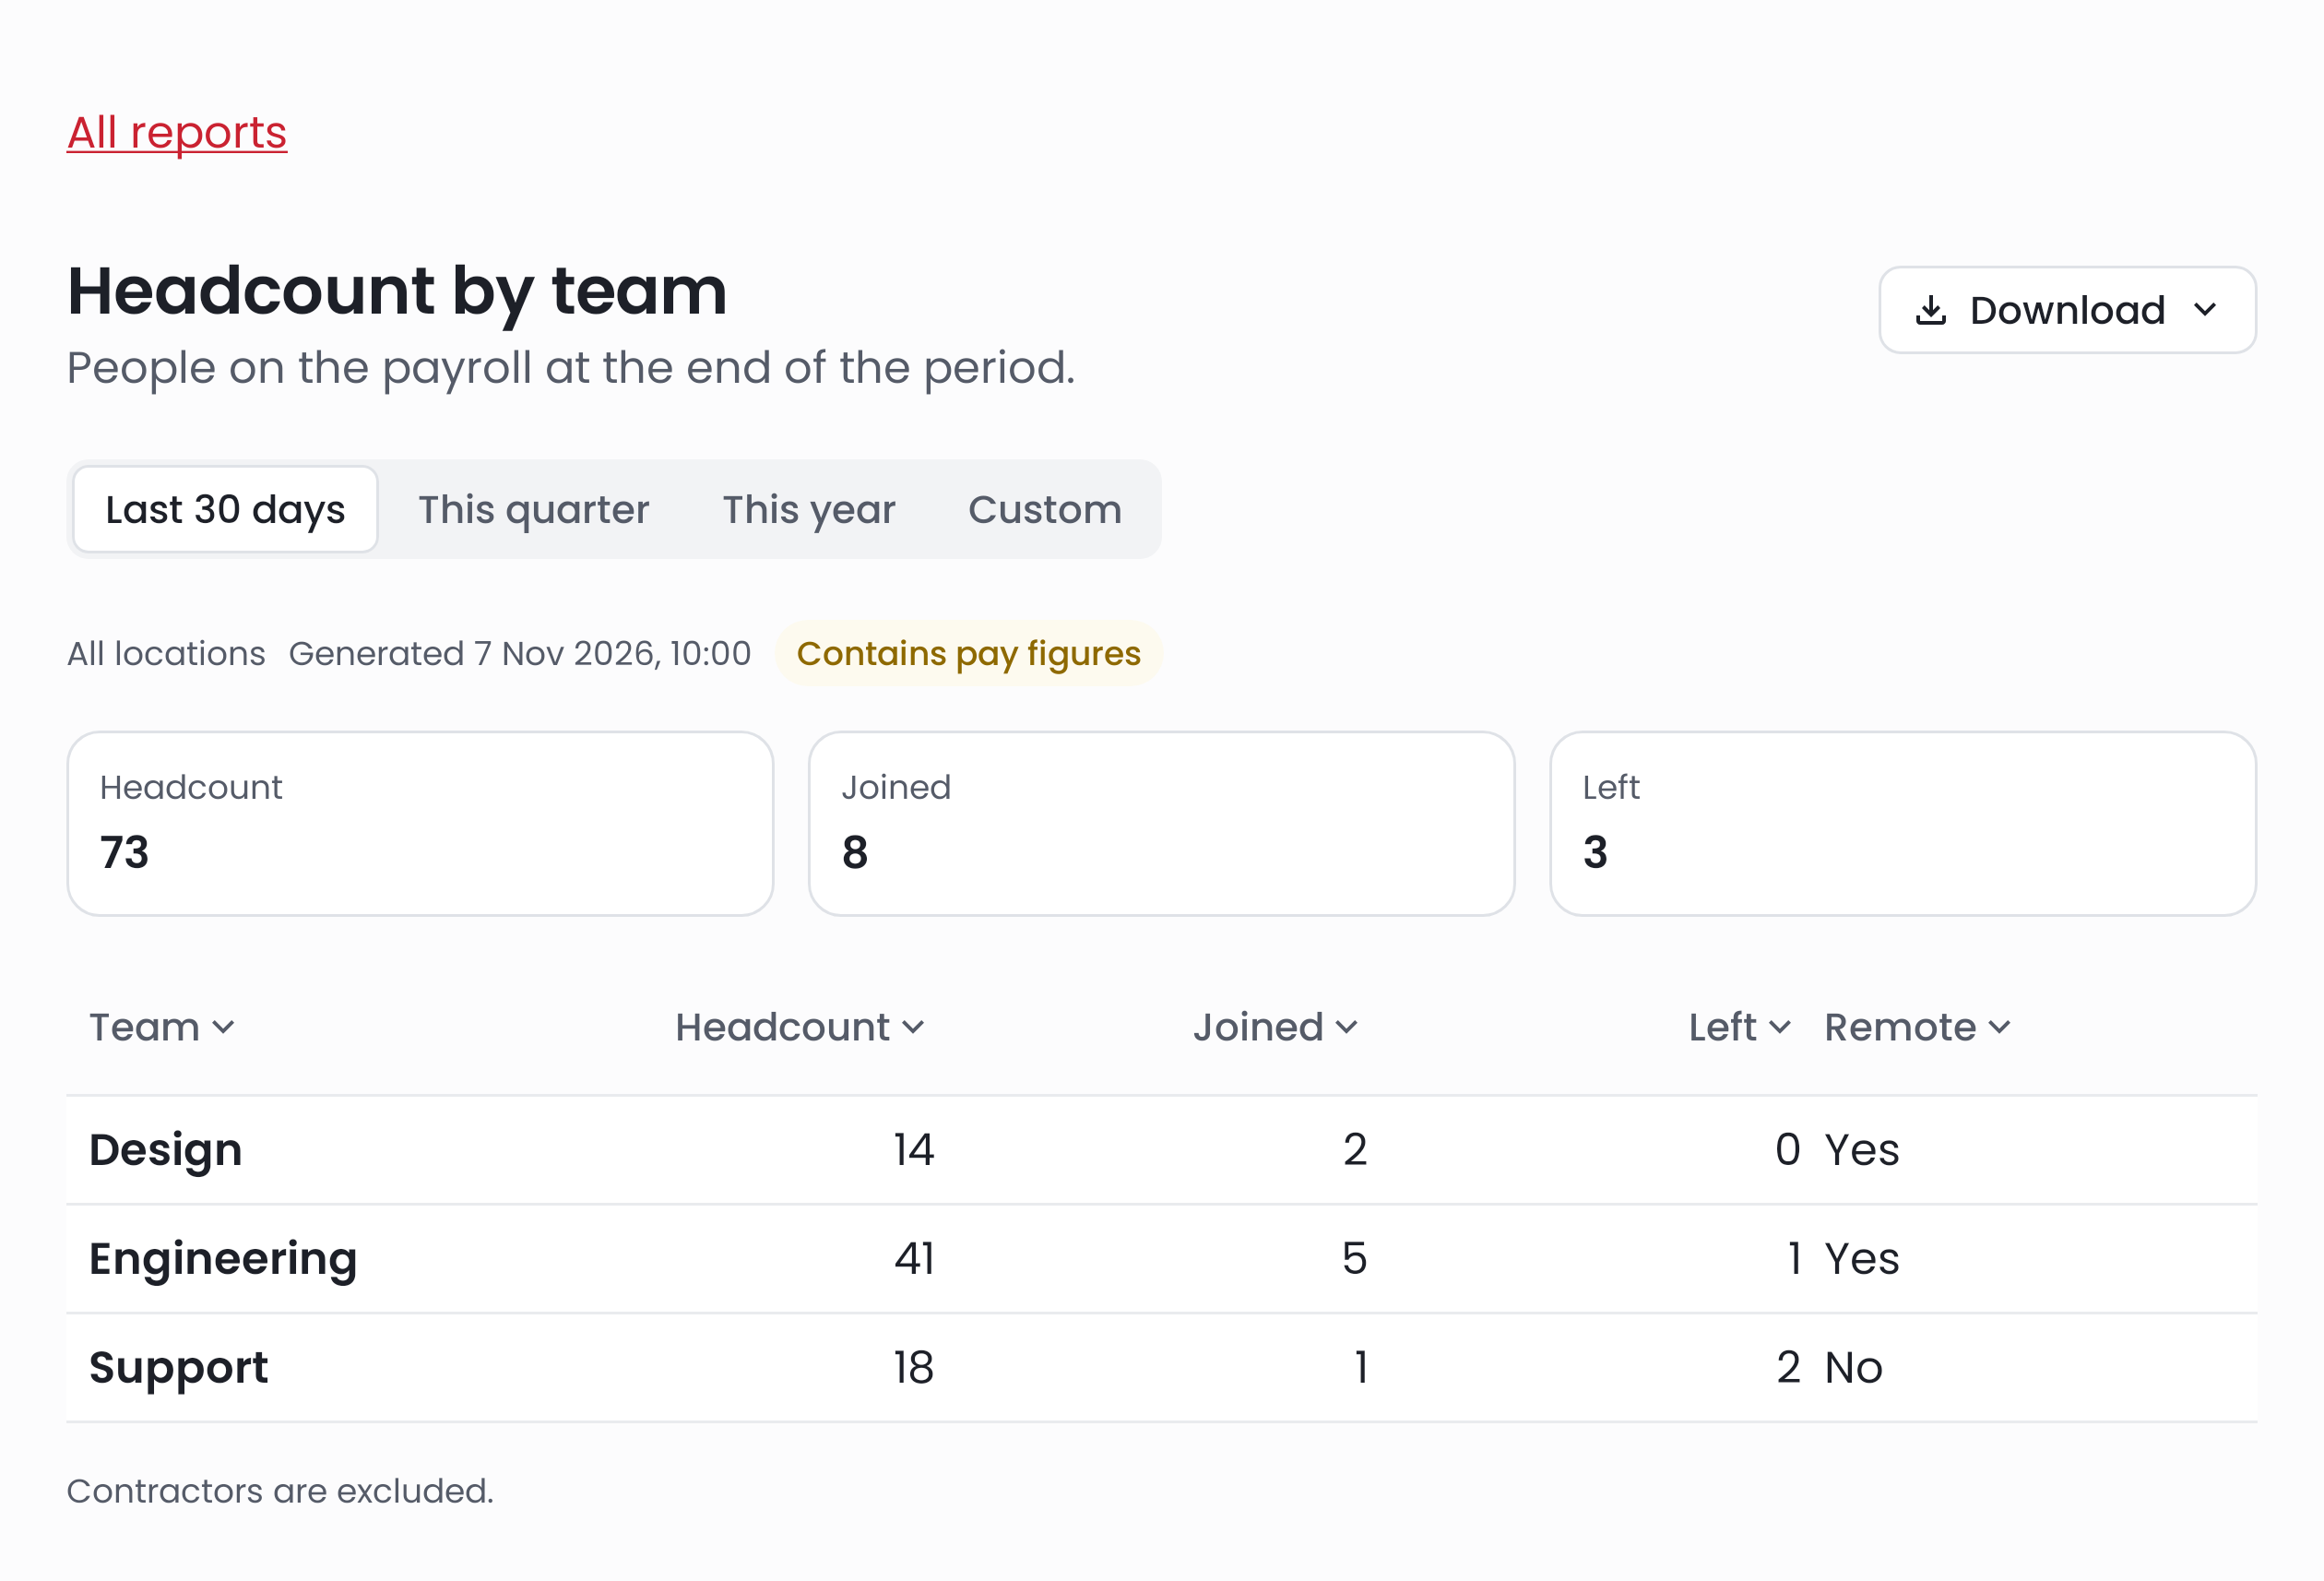 All reports
Headcount by team
Download
People on the payroll at the end of the period.
Last 30 days This quarter This year Custom
All locations Generated 7 Nov 2026, 10:00 Contains pay figures
Headcount Joined Left
73 8 3
Team Headcount Joined Left Remote
Design 14 2 0 Yes
Engineering 41 5 1 Yes
Support 18 1 2 No
Contractors are excluded.